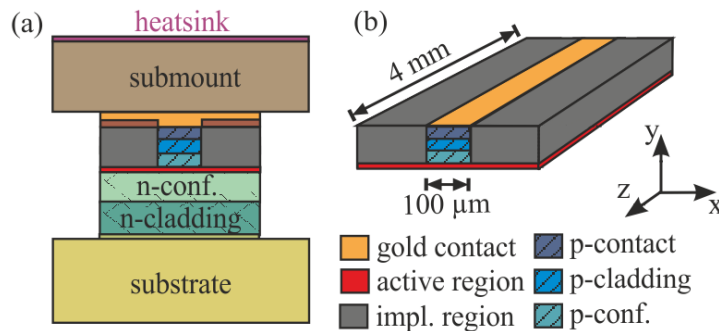 heatsink
(a)
submount
n-conf.
n-cladding
substrate
(b)
4 mm
100 µm
y
z
x
gold contact
p-contact
active region
p-cladding
impl. region
p-conf.